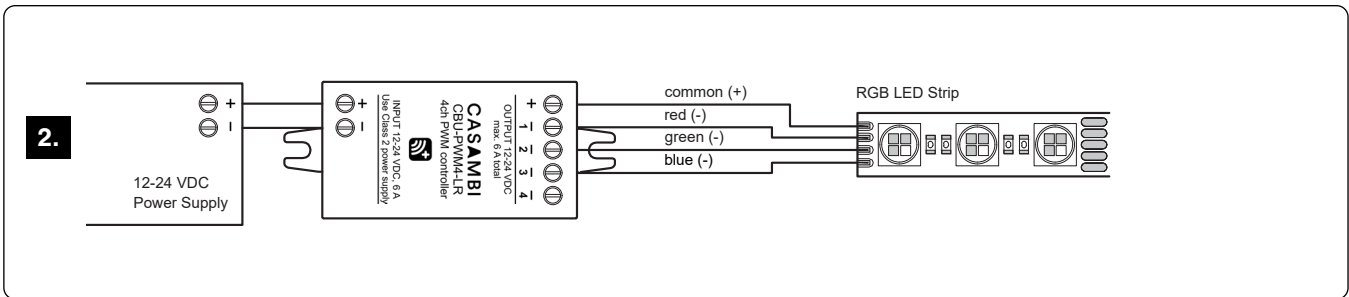 2.
12-24 VDC
Power Supply
+
–
+
–
INPUT 12-24 VDC, 6 A
Use Class 2 power supply
CASAMBI
CBU-PWM4-LR
4ch PWM controller
OUTPUT 12-24 VDC
max. 6 A total
+
1 –
2 –
3 –
4 –
common (+)
red (-)
green (-)
blue (-)
RGB LED Strip